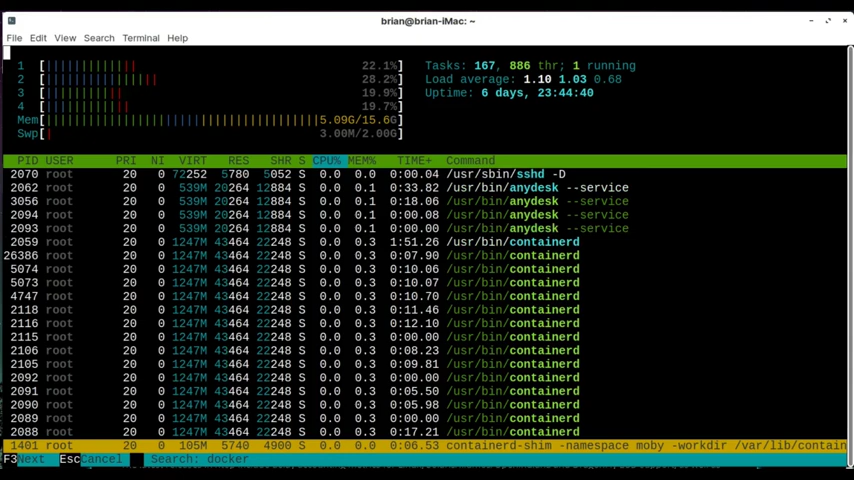 brian@brian-iMac: ~
File Edit View Search Terminal Help
1 [||||||||||||||| 22.1%] Tasks: 167, 886 thr; 1 running
2 [||||||||||||||||||| 28.2%] Load average: 1.10 1.03 0.68
3 [||||||||||||| 19.9%] Uptime: 6 days, 23:44:40
4 [|||||||||||||| 19.7%]
Mem[|||||||||||||||||||||||||||||||||||||||||||||5.09G/15.6G]
Swp[| 3.00M/2.00G]
PID USER PRI NI VIRT RES SHR S CPU% MEM% TIME+ Command
2070 root 20 0 72252 5780 5052 S 0.0 0.0 0:00.04 /usr/sbin/sshd -D
2062 root 20 0 539M 20264 12884 S 0.0 0.1 0:33.82 /usr/bin/anydesk --service
3056 root 20 0 539M 20264 12884 S 0.0 0.1 0:18.06 /usr/bin/anydesk --service
2094 root 20 0 539M 20264 12884 S 0.0 0.1 0:00.08 /usr/bin/anydesk --service
2093 root 20 0 539M 20264 12884 S 0.0 0.1 0:00.00 /usr/bin/anydesk --service
2059 root 20 0 1247M 43464 22248 S 0.0 0.3 1:51.26 /usr/bin/containerd
26386 root 20 0 1247M 43464 22248 S 0.0 0.3 0:07.90 /usr/bin/containerd
5074 root 20 0 1247M 43464 22248 S 0.0 0.3 0:10.06 /usr/bin/containerd
5073 root 20 0 1247M 43464 22248 S 0.0 0.3 0:10.07 /usr/bin/containerd
4747 root 20 0 1247M 43464 22248 S 0.0 0.3 0:10.70 /usr/bin/containerd
2118 root 20 0 1247M 43464 22248 S 0.0 0.3 0:11.46 /usr/bin/containerd
2116 root 20 0 1247M 43464 22248 S 0.0 0.3 0:12.10 /usr/bin/containerd
2115 root 20 0 1247M 43464 22248 S 0.0 0.3 0:00.00 /usr/bin/containerd
2106 root 20 0 1247M 43464 22248 S 0.0 0.3 0:08.23 /usr/bin/containerd
2105 root 20 0 1247M 43464 22248 S 0.0 0.3 0:09.81 /usr/bin/containerd
2092 root 20 0 1247M 43464 22248 S 0.0 0.3 0:00.00 /usr/bin/containerd
2091 root 20 0 1247M 43464 22248 S 0.0 0.3 0:05.50 /usr/bin/containerd
2090 root 20 0 1247M 43464 22248 S 0.0 0.3 0:05.98 /usr/bin/containerd
2089 root 20 0 1247M 43464 22248 S 0.0 0.3 0:00.00 /usr/bin/containerd
2088 root 20 0 1247M 43464 22248 S 0.0 0.3 0:17.21 /usr/bin/containerd
1401 root 20 0 105M 5740 4900 S 0.0 0.0 0:06.53 containerd-shim -namespace moby -workdir /var/lib/contain
F3Next EscCancel Search: docker